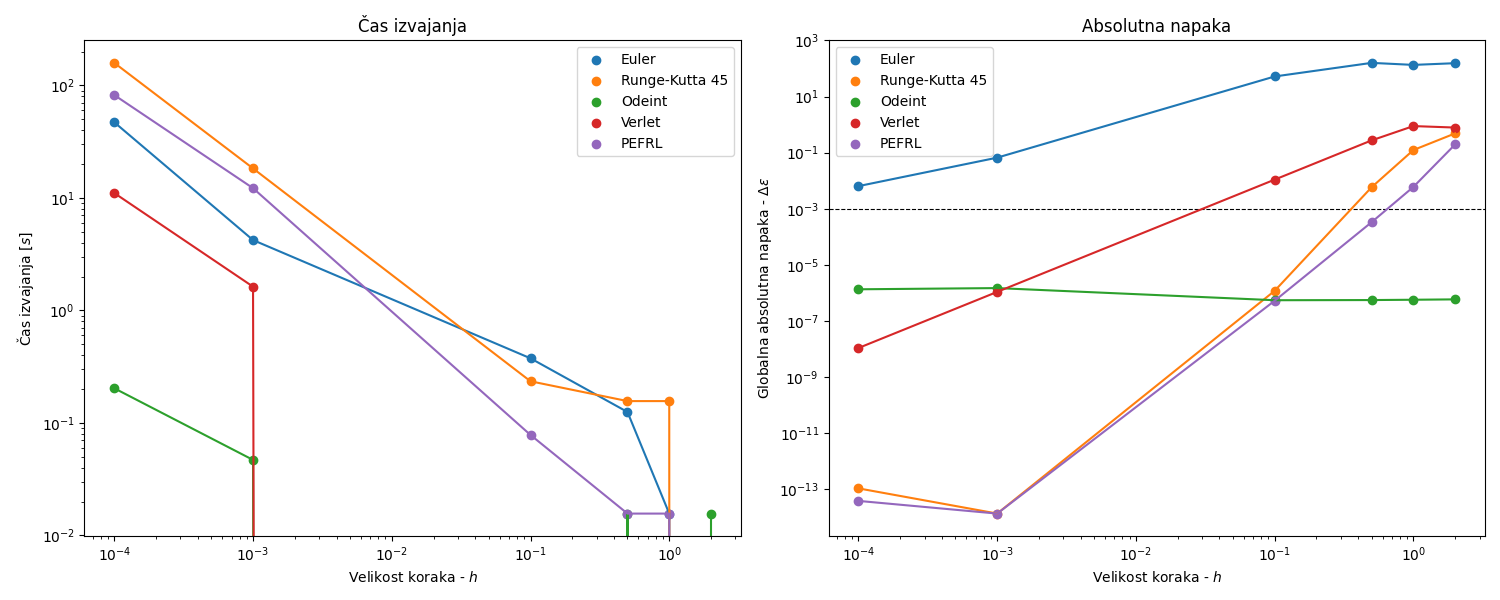 Čas izvajanja
Čas izvajanja [s]
10²
10¹
10⁰
10⁻¹
10⁻²
Euler
Runge-Kutta 45
Odeint
Verlet
PEFRL
10⁻⁴
10⁻³
10⁻²
10⁻¹
10⁰
Velikost koraka - h
Absolutna napaka
Globalna absolutna napaka - Δε
10³
10¹
10⁻¹
10⁻³
10⁻⁵
10⁻⁷
10⁻⁹
10⁻¹¹
10⁻¹³
Euler
Runge-Kutta 45
Odeint
Verlet
PEFRL
10⁻⁴
10⁻³
10⁻²
10⁻¹
10⁰
Velikost koraka - h